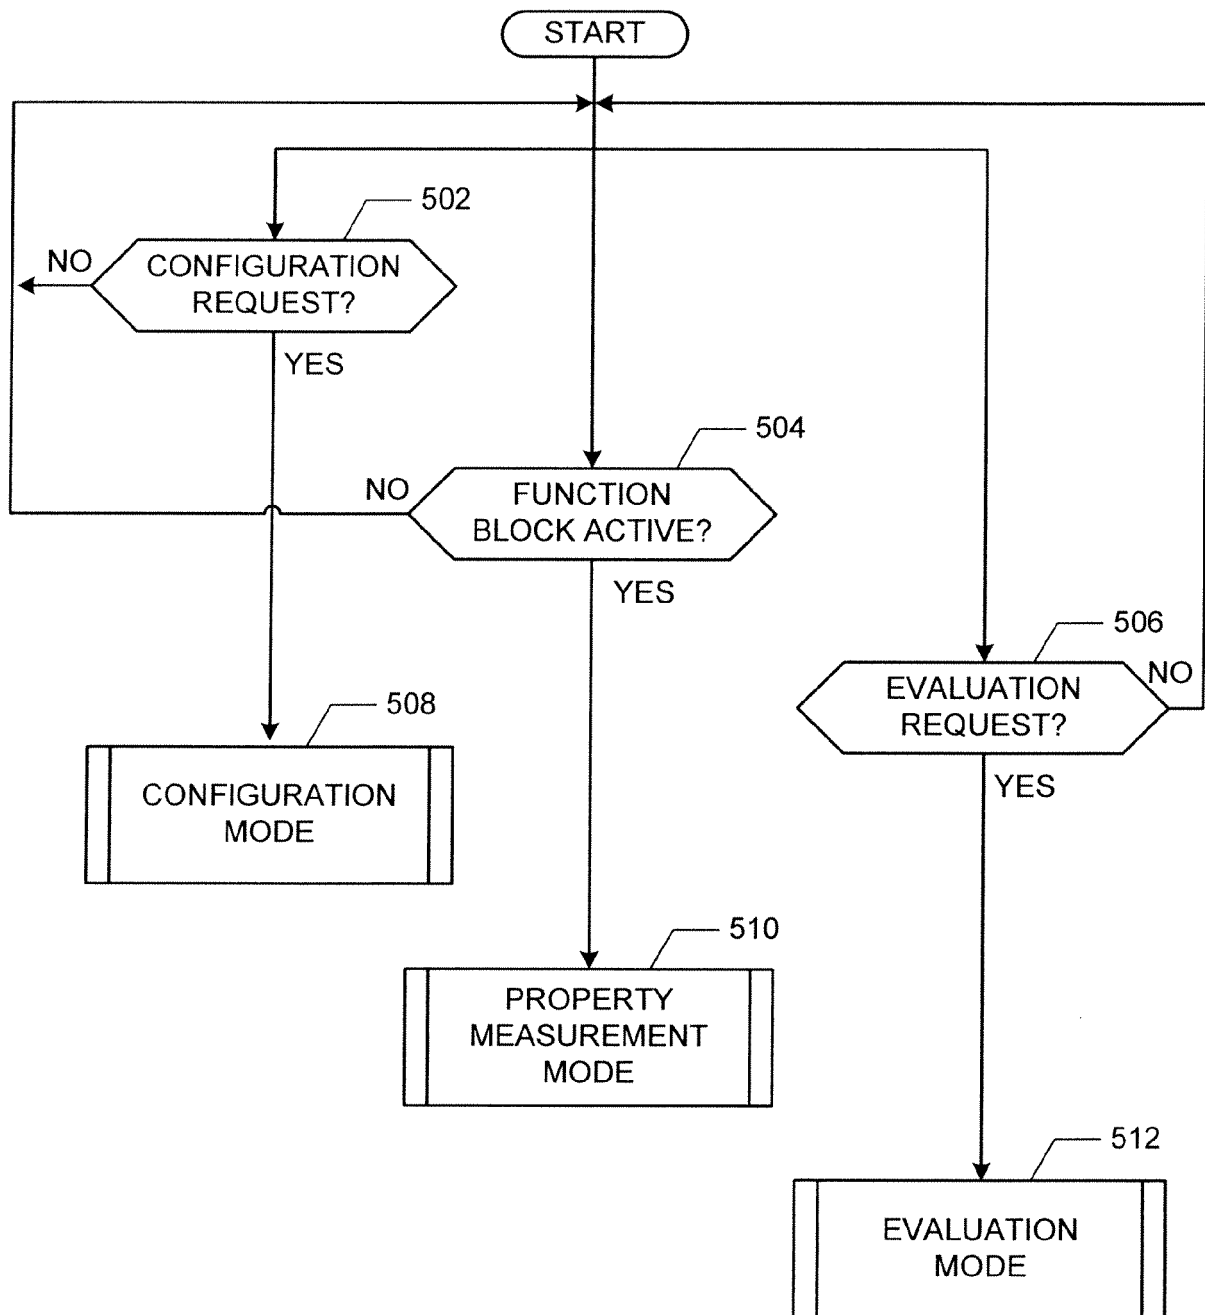 START
502
NO
CONFIGURATION
REQUEST?
YES
504
NO
FUNCTION
BLOCK ACTIVE?
YES
506
NO
EVALUATION
REQUEST?
YES
508
CONFIGURATION
MODE
510
PROPERTY
MEASUREMENT
MODE
512
EVALUATION
MODE